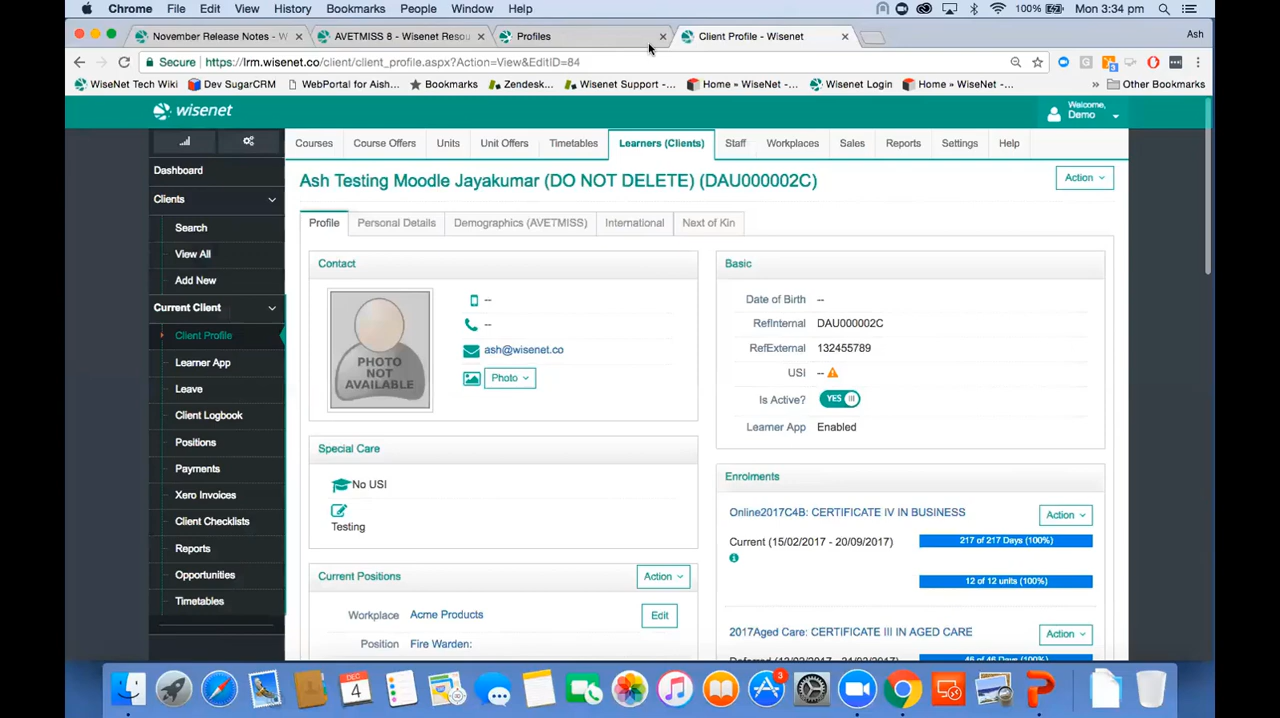 Chrome File Edit View History Bookmarks People Window Help 100% Mon 3:34 pm
November Release Notes - W AVETMISS 8 - Wisenet Resou Profiles Client Profile - Wisenet Ash
Secure https://lrm.wisenet.co/client/client_profile.aspx?Action=View&EditID=84
WiseNet Tech Wiki Dev SugarCRM WebPortal for Aish... Bookmarks Zendesk... Wisenet Support -... Home » WiseNet -... Wisenet Login Home » WiseNet -... » Other Bookmarks
wisenet
Welcome,
Demo
Courses Course Offers Units Unit Offers Timetables Learners (Clients) Staff Workplaces Sales Reports Settings Help
Dashboard
Clients
Search
View All
Add New
Current Client
Client Profile
Learner App
Leave
Client Logbook
Positions
Payments
Xero Invoices
Client Checklists
Reports
Opportunities
Timetables
Ash Testing Moodle Jayakumar (DO NOT DELETE) (DAU000002C)
Action
Profile Personal Details Demographics (AVETMISS) International Next of Kin
Contact
PHOTO
NOT
AVAILABLE
--
--
ash@wisenet.co
Photo
Special Care
No USI
Testing
Current Positions
Action
Workplace Acme Products Edit
Position Fire Warden:
Basic
Date of Birth --
RefInternal DAU000002C
RefExternal 132455789
USI --
Is Active? YES
Learner App Enabled
Enrolments
Online2017C4B: CERTIFICATE IV IN BUSINESS Action
Current (15/02/2017 - 20/09/2017) 217 of 217 Days (100%)
12 of 12 units (100%)
2017Aged Care: CERTIFICATE III IN AGED CARE Action
DEC
4
3